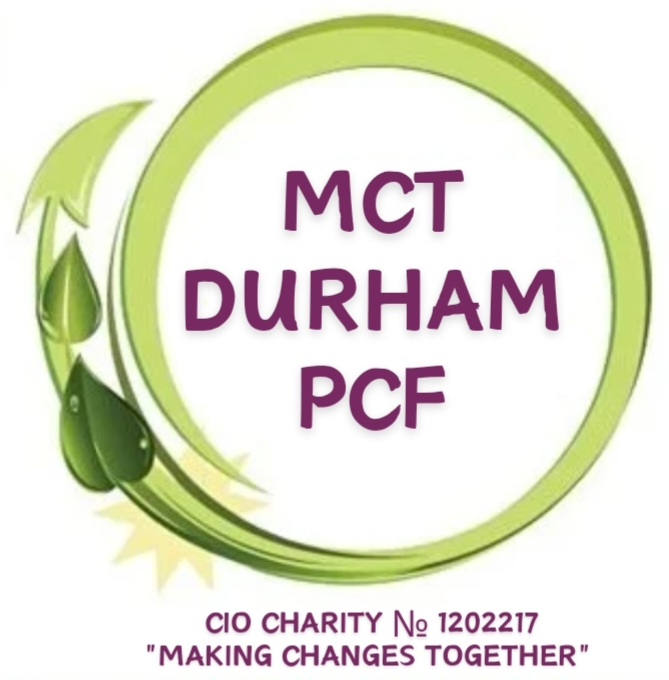 MCT
DURHAM
PCF
CIO CHARITY № 1202217
"MAKING CHANGES TOGETHER"